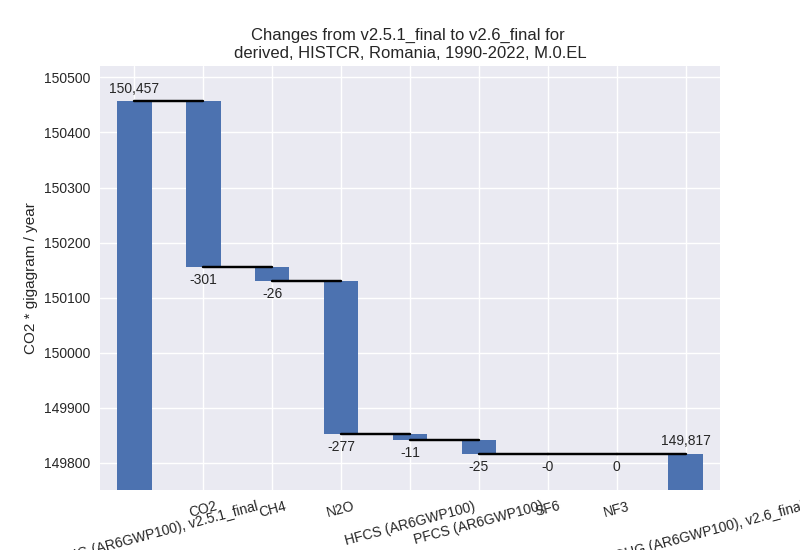 Changes from v2.5.1_final to v2.6_final for
derived, HISTCR, Romania, 1990-2022, M.0.EL
CO2 * gigagram / year
150500
150400
150300
150200
150100
150000
149900
149800
150,457
-301
-26
-277
-11
-25
-0
0
149,817
(AR6GWP100), v2.5.1_final
CO2
CH4
N2O
HFCS (AR6GWP100)
PFCS (AR6GWP100)
SF6
NF3
(AR6GWP100), v2.6_final